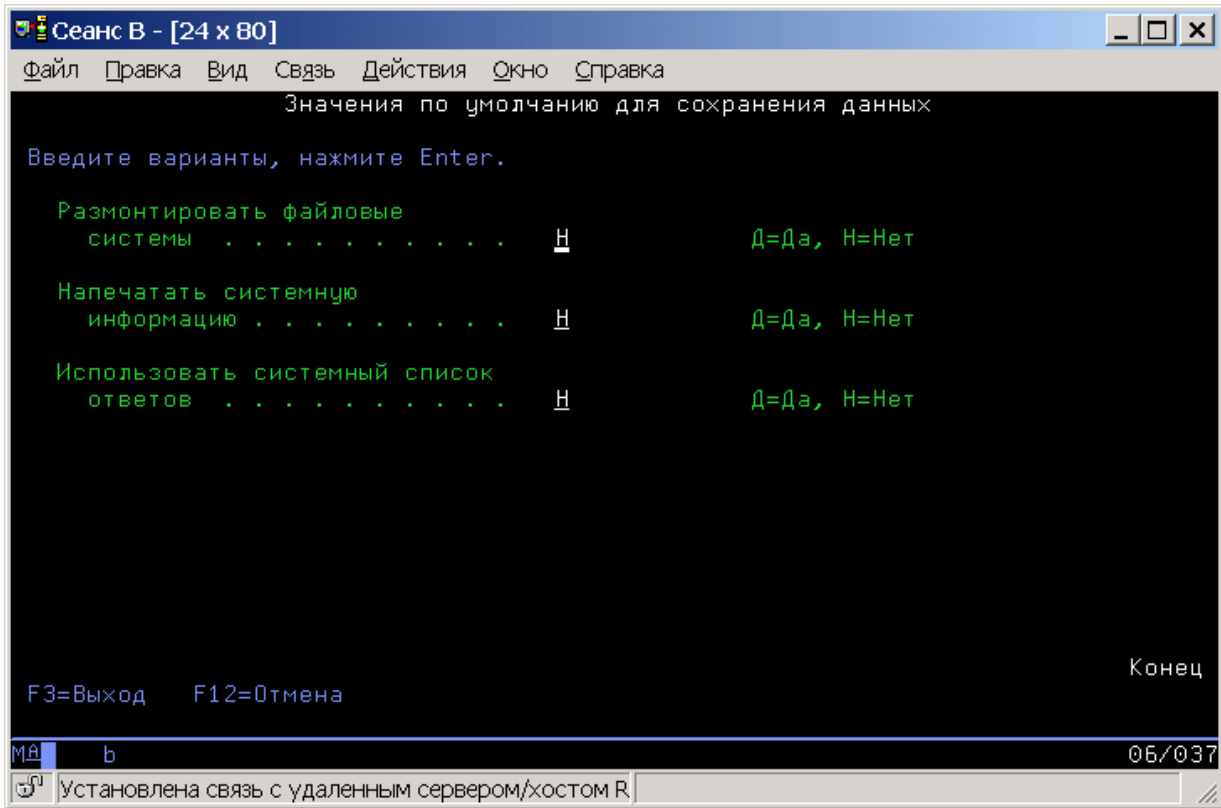 Сеанс B - [24 x 80]
Файл Правка Вид Связь Действия Окно Справка
Значения по умолчанию для сохранения данных
Введите варианты, нажмите Enter.
Размонтировать файловые
системы . . . . . . . . . . Н Д=Да, Н=Нет
Напечатать системную
информацию . . . . . . . . . Н Д=Да, Н=Нет
Использовать системный список
ответов . . . . . . . . . . Н Д=Да, Н=Нет
Конец
F3=Выход F12=Отмена
MA b 06/037
Установлена связь с удаленным сервером/хостом R